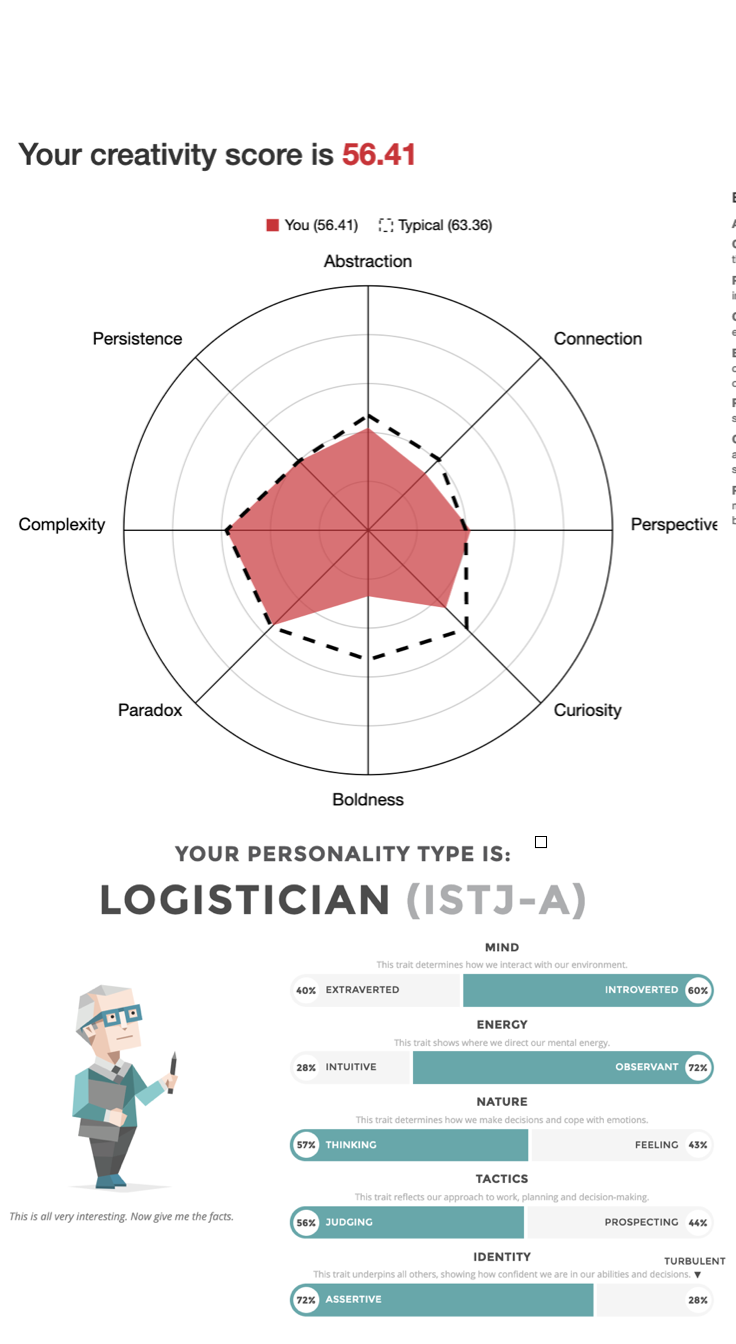 Your creativity score is 56.41
You (56.41) Typical (63.36)
Abstraction
Persistence
Connection
Complexity
Perspective
Paradox
Curiosity
Boldness
YOUR PERSONALITY TYPE IS:
LOGISTICIAN (ISTJ-A)
MIND
This trait determines how we interact with our environment.
40% EXTRAVERTED INTROVERTED 60%
ENERGY
This trait shows where we direct our mental energy.
28% INTUITIVE OBSERVANT 72%
NATURE
This trait determines how we make decisions and cope with emotions.
57% THINKING FEELING 43%
TACTICS
This trait reflects our approach to work, planning and decision-making.
56% JUDGING PROSPECTING 44%
IDENTITY
TURBULENT
This trait underpins all others, showing how confident we are in our abilities and decisions. ▼
72% ASSERTIVE 28%
This is all very interesting. Now give me the facts.